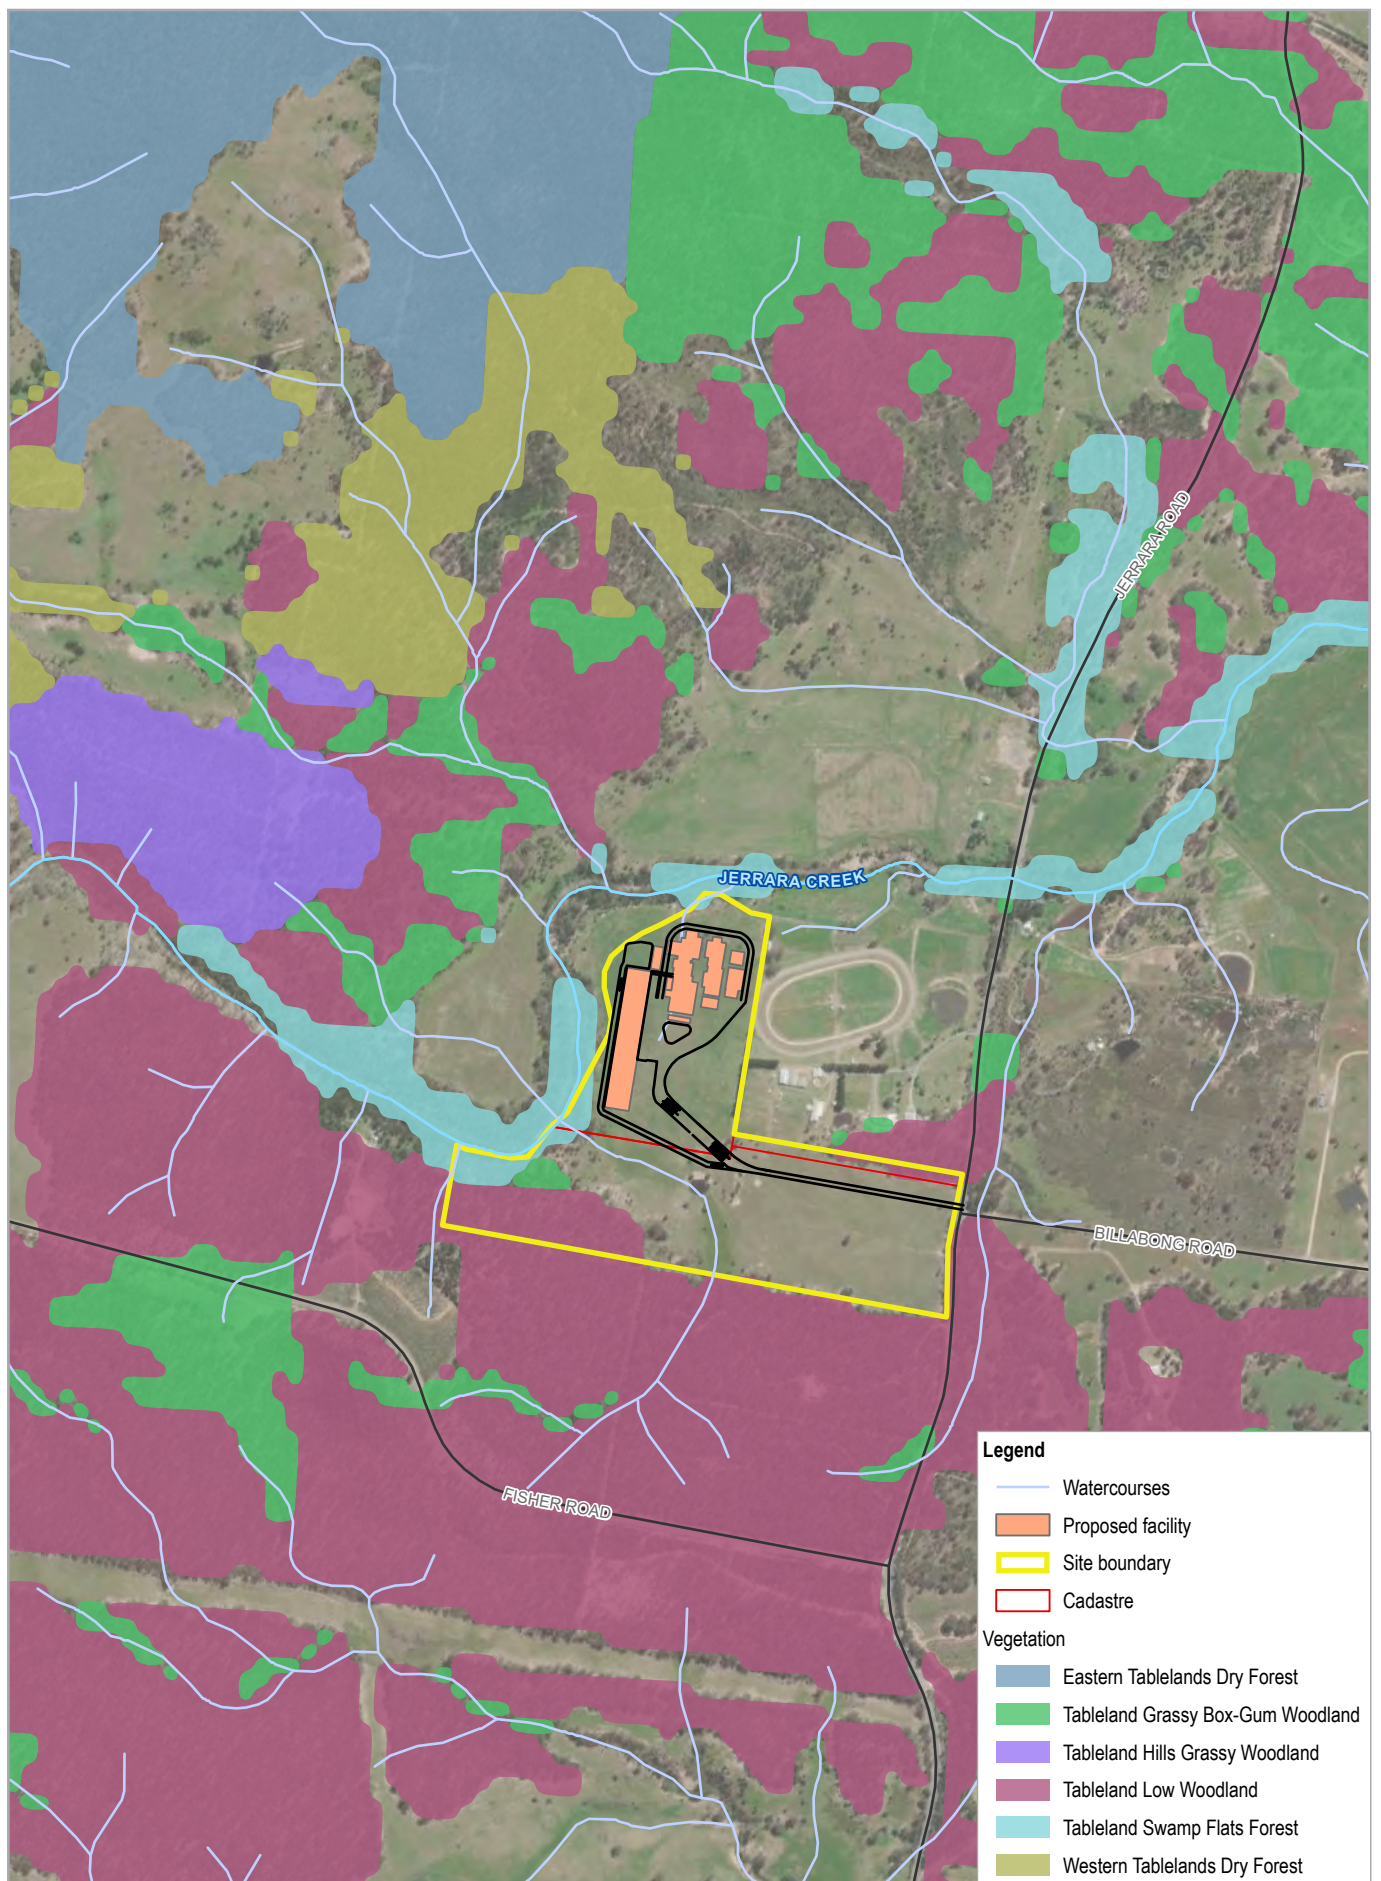 JERRARA ROAD
JERRARA CREEK
BILLABONG ROAD
FISHER ROAD
Legend
Watercourses
Proposed facility
Site boundary
Cadastre
Vegetation
Eastern Tablelands Dry Forest
Tableland Grassy Box-Gum Woodland
Tableland Hills Grassy Woodland
Tableland Low Woodland
Tableland Swamp Flats Forest
Western Tablelands Dry Forest